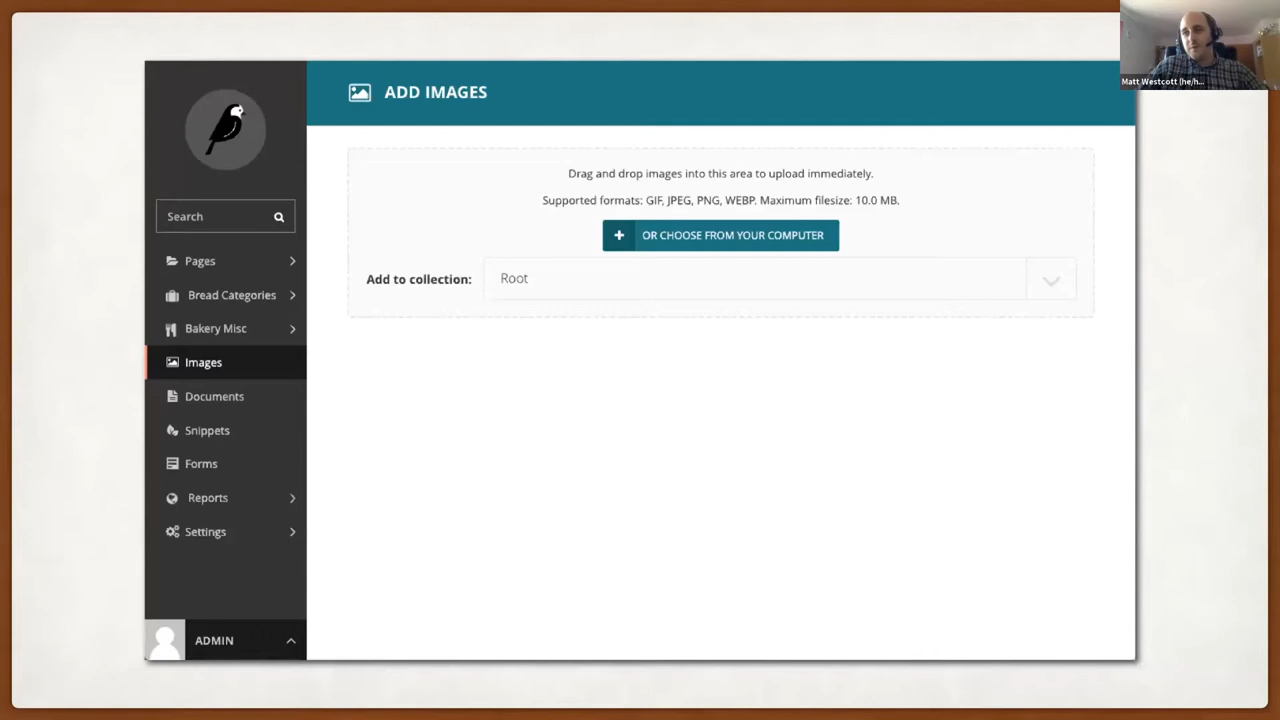 Matt Westcott (he/h...
ADD IMAGES
Drag and drop images into this area to upload immediately.
Supported formats: GIF, JPEG, PNG, WEBP. Maximum filesize: 10.0 MB.
OR CHOOSE FROM YOUR COMPUTER
Add to collection: Root
Search
Pages
Bread Categories
Bakery Misc
Images
Documents
Snippets
Forms
Reports
Settings
ADMIN